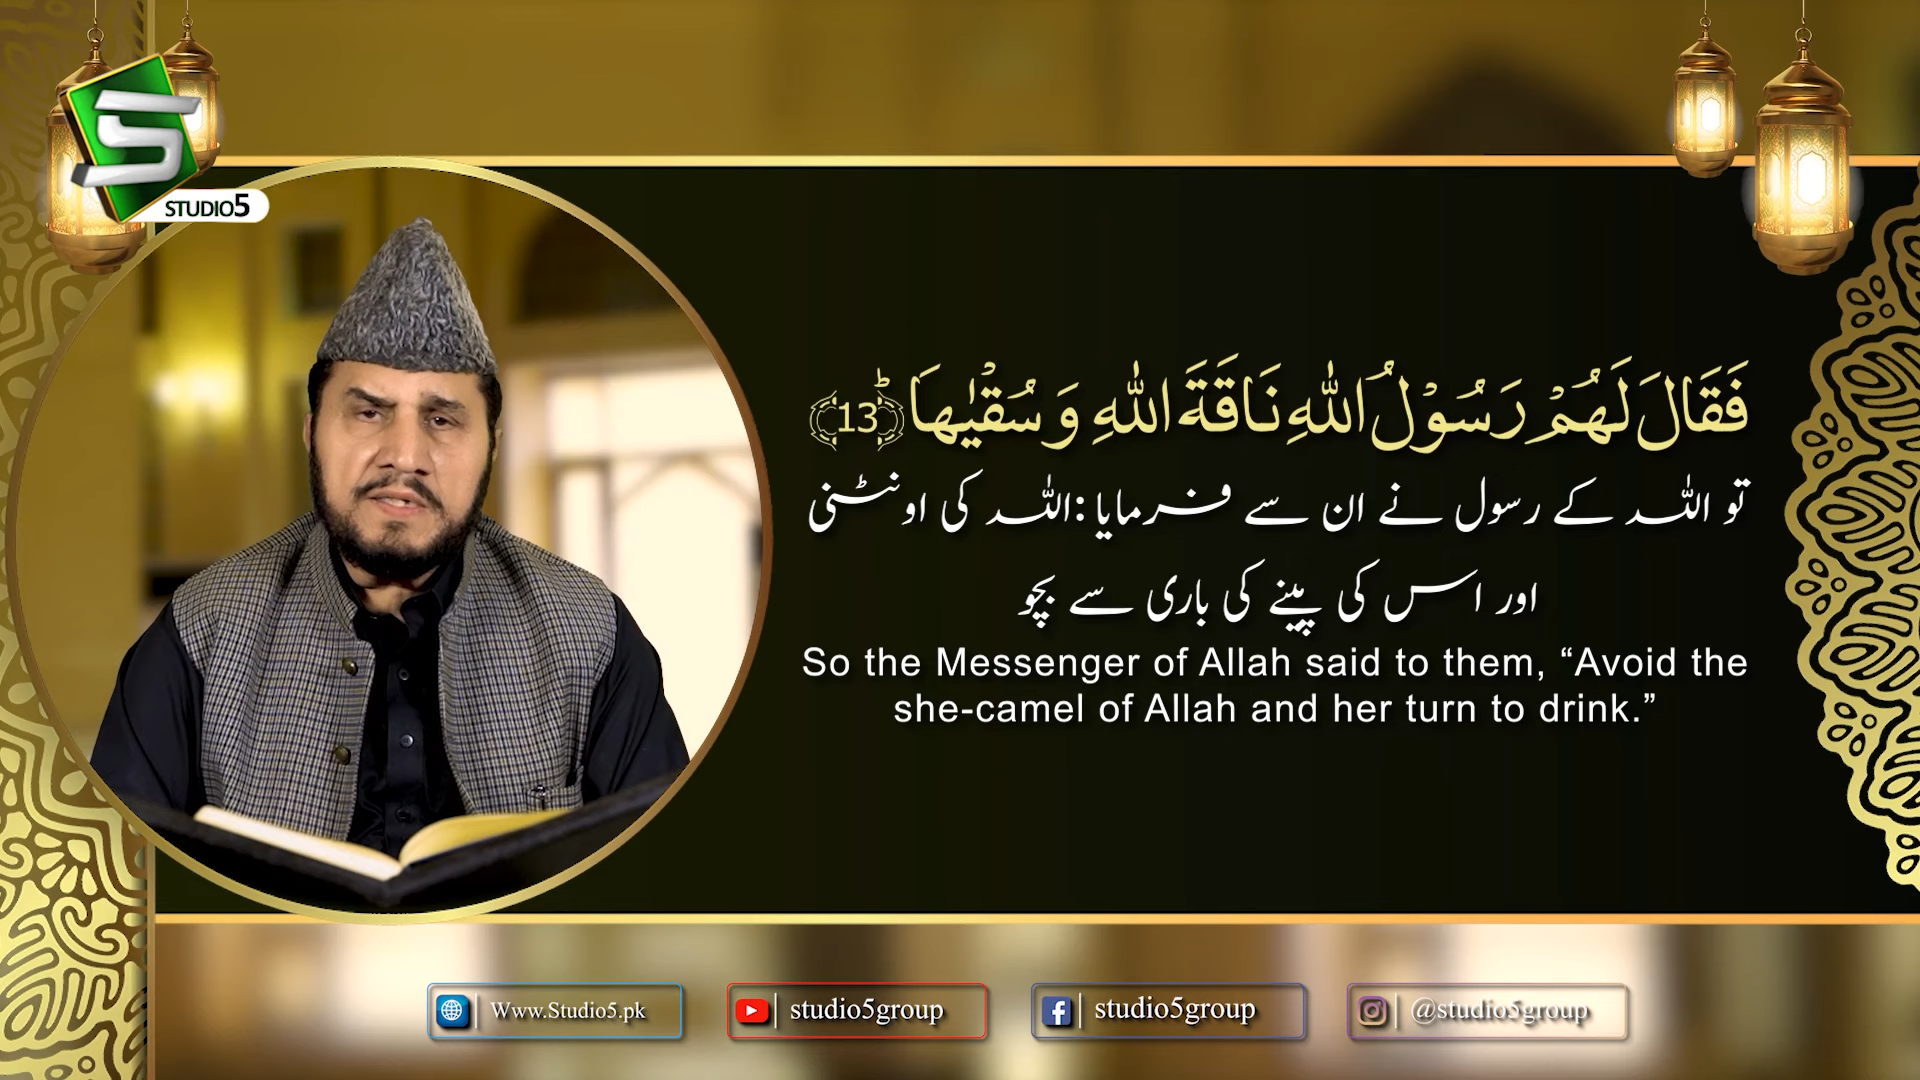 STUDIO5
فَقَالَ لَهُمْ رَسُوْلُ اللّٰهِ نَاقَةَ اللّٰهِ وَ سُقْیٰهَاؕ ﴿13﴾
تو اللہ کے رسول نے ان سے فرمایا: اللہ کی اونٹنی
اور اس کی پینے کی باری سے بچو
So the Messenger of Allah said to them, “Avoid the
she-camel of Allah and her turn to drink.”
Www.Studio5.pk
studio5group
studio5group
@studio5group